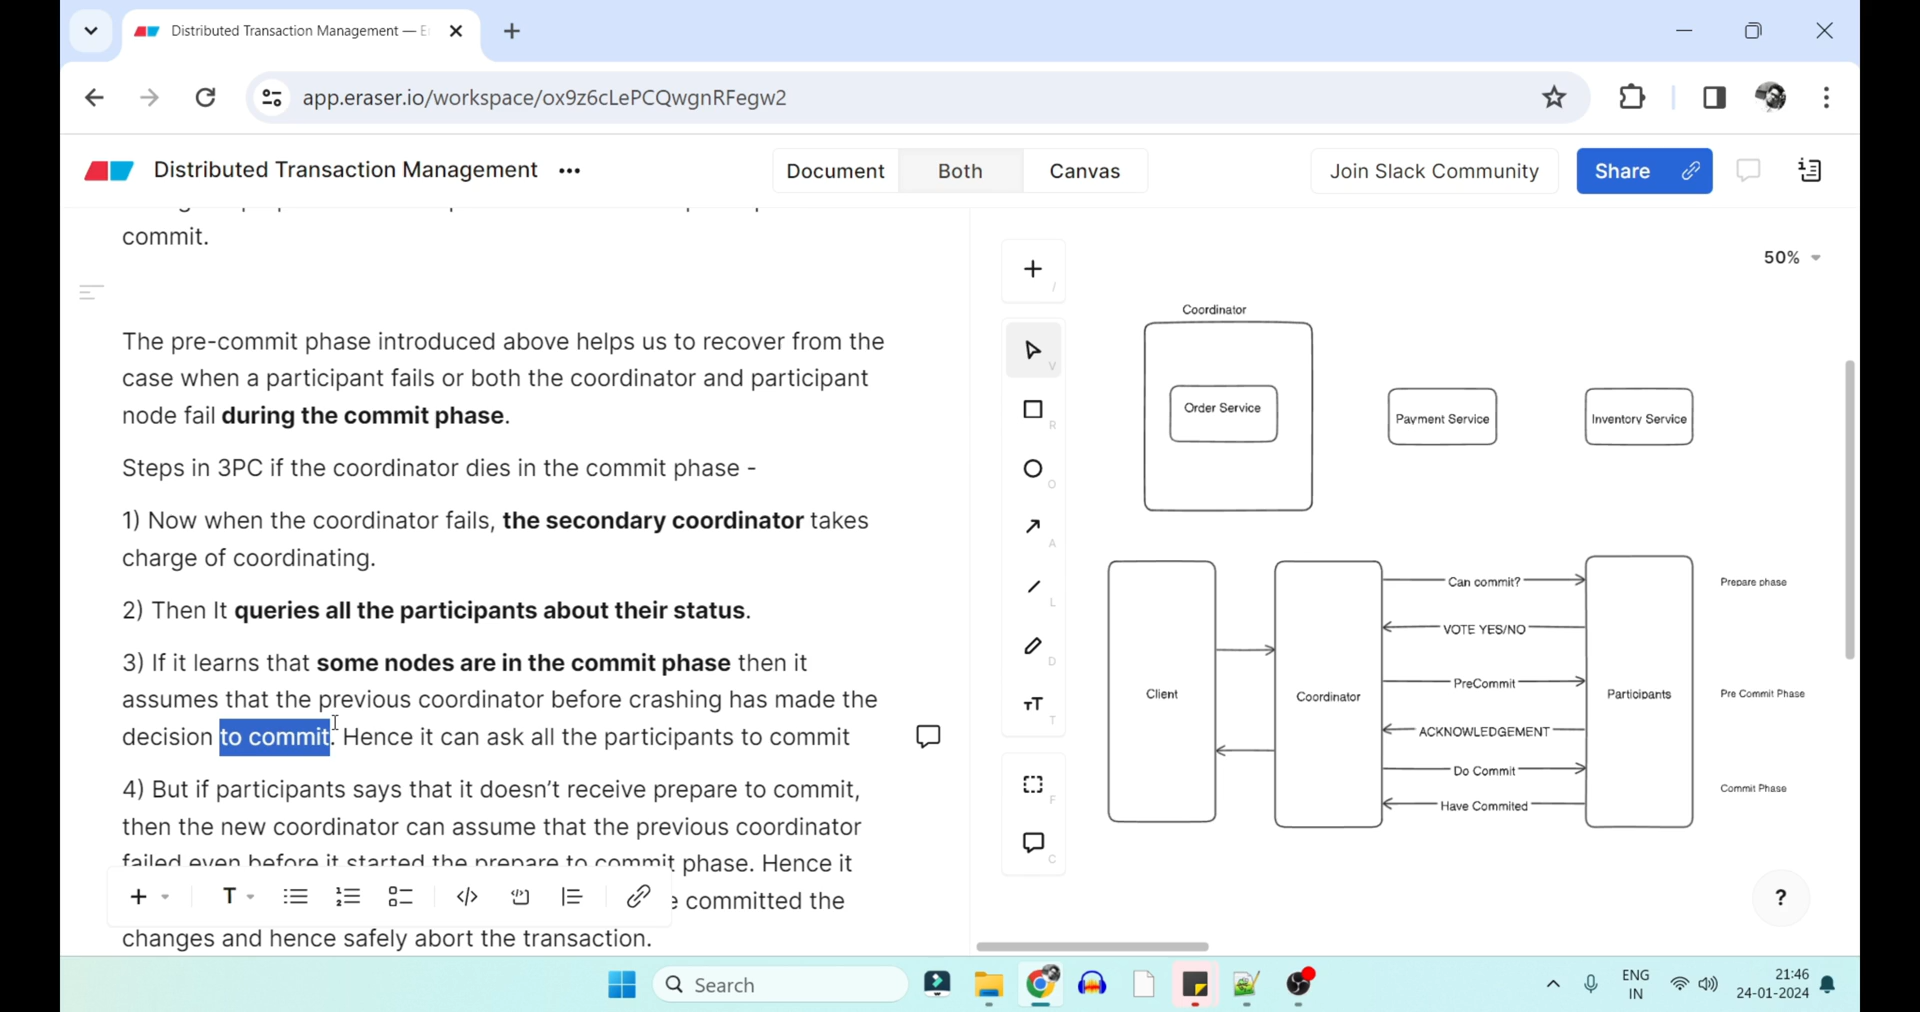 Distributed Transaction Management — E
app.eraser.io/workspace/ox9z6cLePCQwgnRFegw2
Distributed Transaction Management
Document
Both
Canvas
Join Slack Community
Share
commit.
The pre-commit phase introduced above helps us to recover from the
case when a participant fails or both the coordinator and participant
node fail during the commit phase.
Steps in 3PC if the coordinator dies in the commit phase -
1) Now when the coordinator fails, the secondary coordinator takes
charge of coordinating.
2) Then It queries all the participants about their status.
3) If it learns that some nodes are in the commit phase then it
assumes that the previous coordinator before crashing has made the
decision to commit. Hence it can ask all the participants to commit
4) But if participants says that it doesn't receive prepare to commit,
then the new coordinator can assume that the previous coordinator
failed even before it started the prepare to commit phase. Hence it
committed the
changes and hence safely abort the transaction.
T
/
V
R
O
A
L
D
TT
T
F
C
50%
Coordinator
Order Service
Payment Service
Inventory Service
Client
Coordinator
Participants
Can commit?
VOTE YES/NO
PreCommit
ACKNOWLEDGEMENT
Do Commit
Have Commited
Prepare phase
Pre Commit Phase
Commit Phase
?
Search
ENG
IN
21:46
24-01-2024